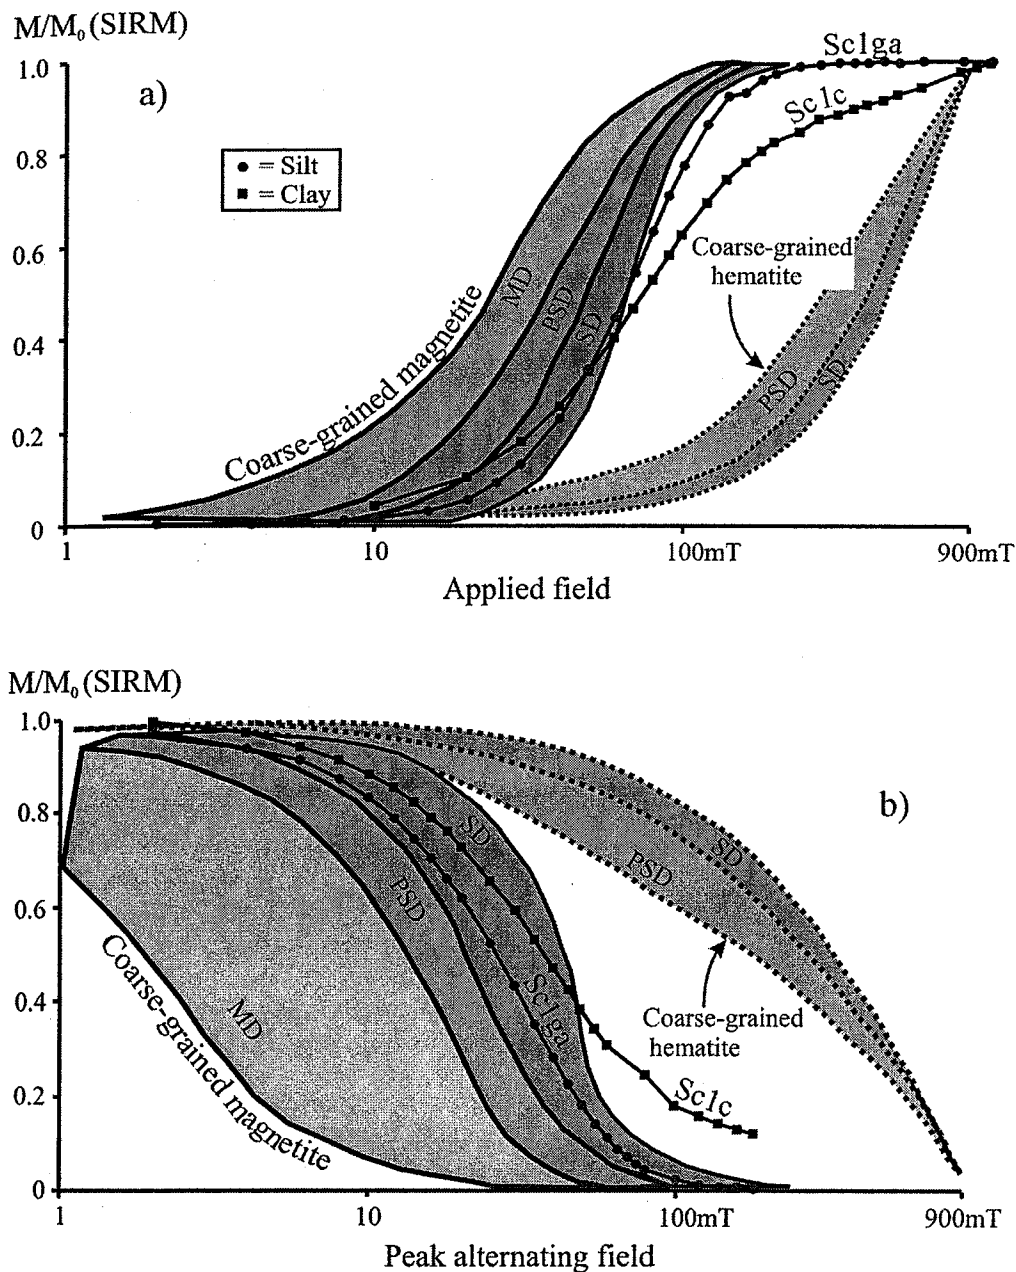 M/M₀ (SIRM)
a)
Sc1ga
Sc1c
1.0
0.8
0.6
0.4
0.2
0
= Silt
= Clay
Coarse-grained magnetite
MD
PSD
SD
Coarse-grained
hematite
PSD
SD
1
10
100mT
900mT
Applied field
M/M₀ (SIRM)
b)
1.0
0.8
0.6
0.4
0.2
0
SD
PSD
MD
Coarse-grained magnetite
Sc1ga
SD
PSD
Coarse-grained
hematite
Sc1c
1
10
100mT
900mT
Peak alternating field